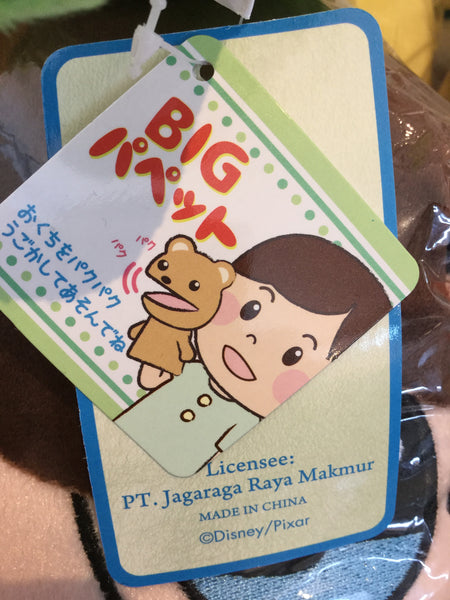 BIG
パペット
おくちをパクパク
うごかしてあそんでね
パク
パク
Licensee:
PT. Jagaraga Raya Makmur
MADE IN CHINA
©Disney/Pixar